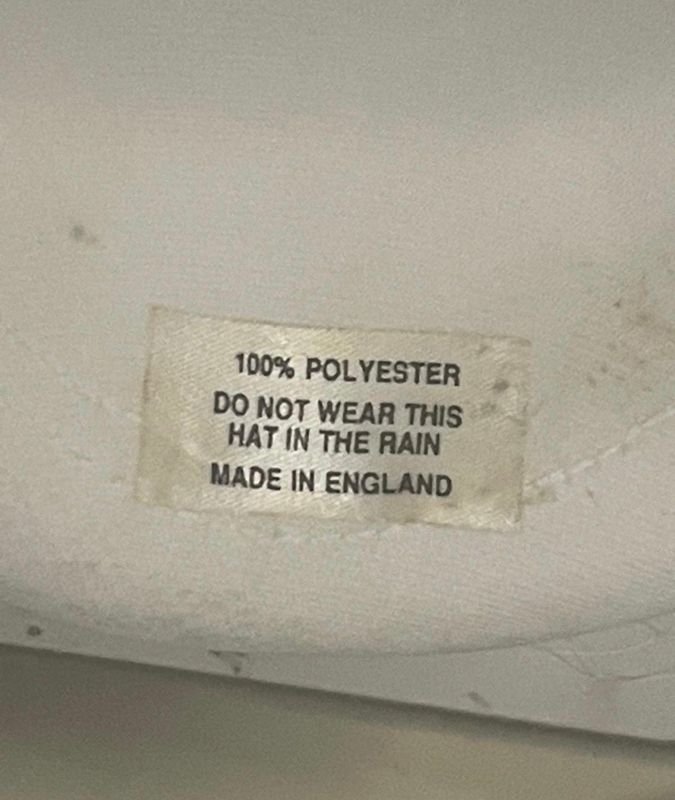 100% POLYESTER
DO NOT WEAR THIS
HAT IN THE RAIN
MADE IN ENGLAND